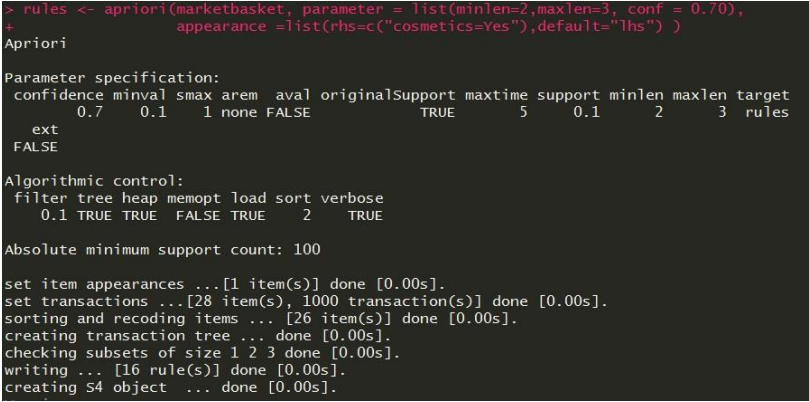 > rules <- apriori(marketbasket, parameter = list(minlen=2,maxlen=3, conf = 0.70),
+ appearance =list(rhs=c("cosmetics=Yes"),default="lhs") )
Apriori
Parameter specification:
confidence minval smax arem aval originalSupport maxtime support minlen maxlen target
0.7 0.1 1 none FALSE TRUE 5 0.1 2 3 rules
ext
FALSE
Algorithmic control:
filter tree heap memopt load sort verbose
0.1 TRUE TRUE FALSE TRUE 2 TRUE
Absolute minimum support count: 100
set item appearances ...[1 item(s)] done [0.00s].
set transactions ...[28 item(s), 1000 transaction(s)] done [0.00s].
sorting and recoding items ... [26 item(s)] done [0.00s].
creating transaction tree ... done [0.00s].
checking subsets of size 1 2 3 done [0.00s].
writing ... [16 rule(s)] done [0.00s].
creating S4 object ... done [0.00s].